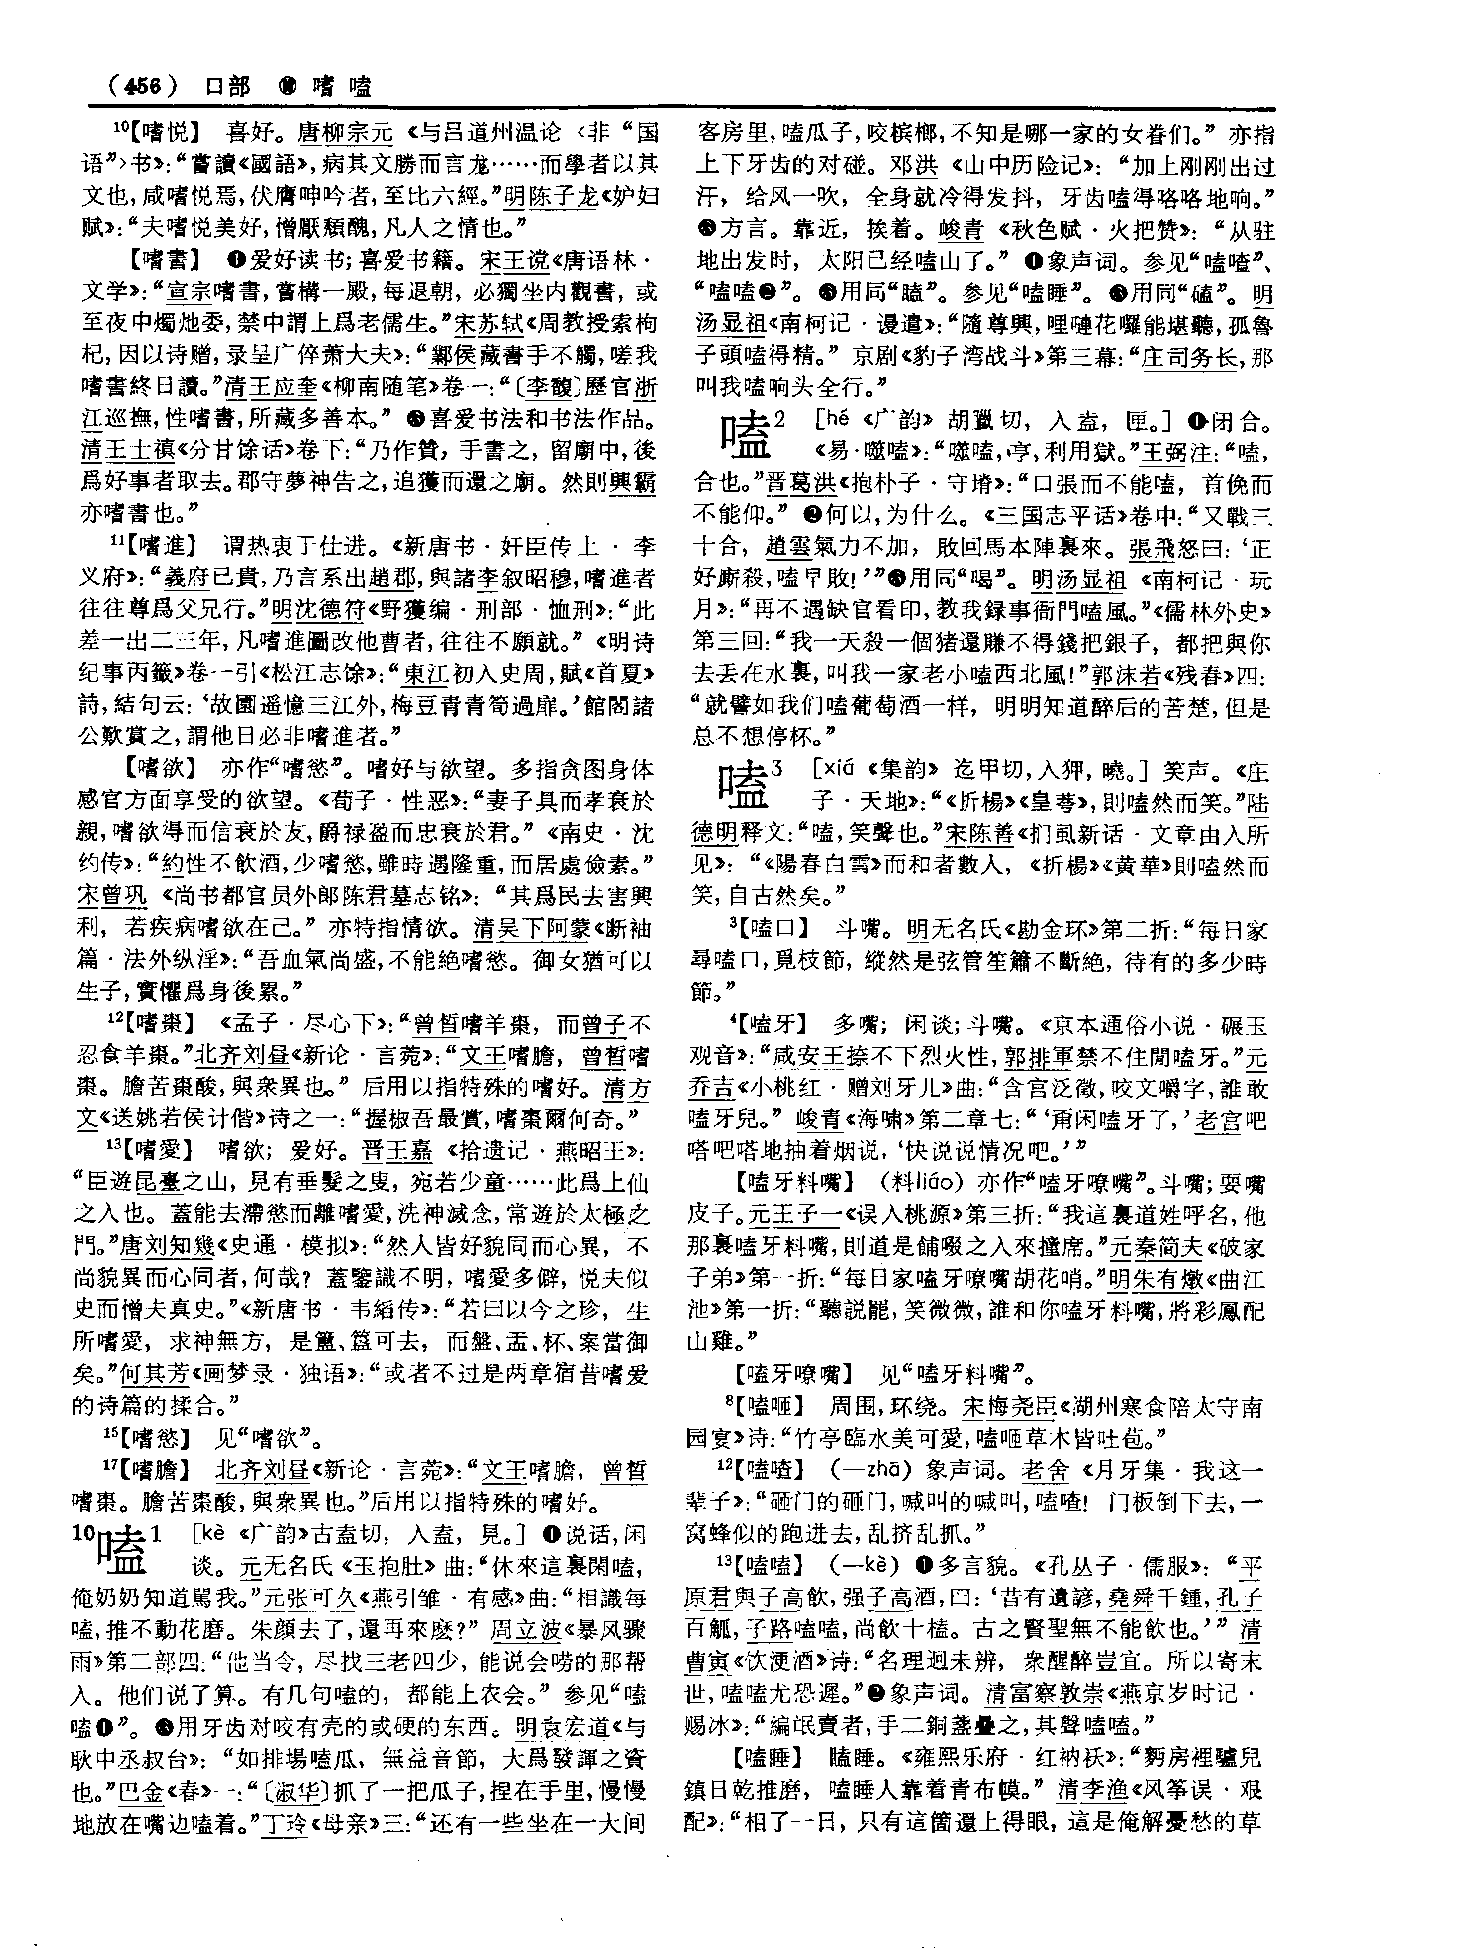 （456） 口部 ⑩ 嗜 嗑
10【嗜悦】 喜好。唐柳宗元《与吕道州温论〈非“国
语”〉书》：“嘗讀《國語》，病其文勝而言尨……而學者以其
文也，咸嗜悦焉，伏膺呻吟者，至比六經。”明陈子龙《妒妇
赋》：“夫嗜悦美好，憎厭頹醜，凡人之情也。”
【嗜書】 ❶爱好读书；喜爱书籍。宋王谠《唐语林·
文学》：“宣宗嗜書，嘗構一殿，每退朝，必獨坐内觀書，或
至夜中燭灺委，禁中謂上爲老儒生。”宋苏轼《周教授索枸
杞，因以诗赠，录呈广倅萧大夫》：“鄴侯藏書手不觸，嗟我
嗜書終日讀。”清王应奎《柳南随笔》卷一：“〔李馥〕歷官浙
江巡撫，性嗜書，所藏多善本。” ❷喜爱书法和书法作品。
清王士禛《分甘馀话》卷下：“乃作贊，手書之，留廟中，後
爲好事者取去。郡守夢神告之，追獲而還之廟。然則興霸
亦嗜書也。”
11【嗜進】 谓热衷于仕进。《新唐书·奸臣传上·李
义府》：“義府已貴，乃言系出趙郡，與諸李叙昭穆，嗜進者
往往尊爲父兄行。”明沈德符《野獲编·刑部·恤刑》：“此
差一出二三年，凡嗜進圖改他曹者，往往不願就。”《明诗
纪事丙籤》卷一引《松江志馀》：“東江初入史周，賦《首夏》
詩，結句云：‘故園遥憶三江外，梅豆青青筍過扉。’館閣諸
公歎賞之，謂他日必非嗜進者。”
【嗜欲】 亦作“嗜慾”。嗜好与欲望。多指贪图身体
感官方面享受的欲望。《荀子·性恶》：“妻子具而孝衰於
親，嗜欲得而信衰於友，爵禄盈而忠衰於君。”《南史·沈
约传》：“約性不飲酒，少嗜慾，雖時遇隆重，而居處儉素。”
宋曾巩《尚书都官员外郎陈君墓志铭》：“其爲民去害興
利，若疾病嗜欲在己。” 亦特指情欲。清吴下阿蒙《断袖
篇·法外纵淫》：“吾血氣尚盛，不能絶嗜慾。御女猶可以
生子，實懼爲身後累。”
12【嗜棗】 《孟子·尽心下》：“曾晳嗜羊棗，而曾子不
忍食羊棗。”北齐刘昼《新论·言菀》：“文王嗜膽，曾晳嗜
棗。膽苦棗酸，與衆異也。” 后用以指特殊的嗜好。清方
文《送姚若侯计偕》诗之一：“握椒吾最賞，嗜棗爾何奇。”
13【嗜愛】 嗜欲；爱好。晋王嘉《拾遗记·燕昭王》：
“臣遊昆臺之山，見有垂髮之叟，宛若少童……此爲上仙
之人也。蓋能去滯慾而離嗜愛，洗神滅念，常遊於太極之
門。”唐刘知幾《史通·模拟》：“然人皆好貌同而心異，不
尚貌異而心同者，何哉？蓋鑒識不明，嗜愛多僻，悦夫似
史而憎夫真史。”《新唐书·韦縚传》：“若曰以今之珍，生
所嗜愛，求神無方，是簠、簋可去，而盤、盂、杯、案當御
矣。”何其芳《画梦录·独语》：“或者不过是两章宿昔嗜爱
的诗篇的揉合。”
15【嗜慾】 见“嗜欲”。
17【嗜膽】 北齐刘昼《新论·言菀》：“文王嗜膽，曾晳
嗜棗。膽苦棗酸，與衆異也。”后用以指特殊的嗜好。
10嗑1 ［kè《广韵》古盍切，入盍，見。］❶说话，闲
谈。元无名氏《玉抱肚》曲：“休來這裏閑嗑，
俺奶奶知道駡我。”元张可久《燕引雏·有感》曲：“相識每
嗑，推不動花磨。朱顔去了，還再來麽？” 周立波《暴风骤
雨》第二部四：“他当令，尽找三老四少，能说会唠的那帮
人。他们说了算。有几句嗑的，都能上农会。” 参见“嗑
嗑❶”。 ❷用牙齿对咬有壳的或硬的东西。明袁宏道《与
耿中丞叔台》：“如排場嗑瓜，無益音節，大爲發諢之資
也。”巴金《春》一：“〔淑华〕抓了一把瓜子，捏在手里，慢慢
地放在嘴边嗑着。”丁玲《母亲》三：“还有一些坐在一大间
客房里，嗑瓜子，咬槟榔，不知是哪一家的女眷们。” 亦指
上下牙齿的对碰。邓洪《山中历险记》：“加上刚刚出过
汗，给风一吹，全身就冷得发抖，牙齿嗑得咯咯地响。”
❸方言。靠近，挨着。峻青《秋色赋·火把赞》：“从驻
地出发时，太阳已经嗑山了。” ❹象声词。参见“嗑喳”、
“嗑嗑❷”。❺用同“瞌”。参见“嗑睡”。❻用同“磕”。明
汤显祖《南柯记·谩遣》：“隨尊興，哩嗹花囉能堪聽，孤魯
子頭嗑得精。” 京剧《豹子湾战斗》第三幕：“庄司务长，那
叫我嗑响头全行。”
嗑2 ［hé《广韵》胡臘切，入盍，匣。］❶闭合。
《易·噬嗑》：“噬嗑，亨，利用獄。”王弼注：“嗑，
合也。”晋葛洪《抱朴子·守塉》：“口張而不能嗑，首俛而
不能仰。” ❷何以，为什么。《三国志平话》卷中：“又戰三
十合，趙雲氣力不加，敗回馬本陣裏來。張飛怒曰：‘正
好廝殺，嗑早敗！’”❸用同“喝”。明汤显祖《南柯记·玩
月》：“再不遇缺官看印，教我録事衙門嗑風。”《儒林外史》
第三回：“我一天殺一個猪還賺不得錢把銀子，都把與你
去丢在水裏，叫我一家老小嗑西北風！”郭沫若《残春》四：
“就譬如我们嗑葡萄酒一样，明明知道醉后的苦楚，但是
总不想停杯。”
嗑3 ［xiá《集韵》迄甲切，入狎，曉。］笑声。《庄
子·天地》：“《折楊》《皇荂》，則嗑然而笑。”陆
德明释文：“嗑，笑聲也。”宋陈善《扪虱新话·文章由人所
见》：“《陽春白雪》而和者數人，《折楊》《黄華》則嗑然而
笑，自古然矣。”
3【嗑口】 斗嘴。明无名氏《勘金环》第二折：“每日家
尋嗑口，覓枝節，縱然是弦管笙簫不斷絶，待有的多少時
節。”
4【嗑牙】 多嘴；闲谈；斗嘴。《京本通俗小说·碾玉
观音》：“咸安王捺不下烈火性，郭排軍禁不住閒嗑牙。”元
乔吉《小桃红·赠刘牙儿》曲：“含宫泛徵，咬文嚼字，誰敢
嗑牙兒。” 峻青《海啸》第二章七：“‘甭闲嗑牙了，’老宫吧
嗒吧嗒地抽着烟说，‘快说说情况吧。’”
【嗑牙料嘴】 （料liáo）亦作“嗑牙嘹嘴”。斗嘴；耍嘴
皮子。元王子一《误入桃源》第三折：“我這裏道姓呼名，他
那裏嗑牙料嘴，則道是餔啜之人來撞席。”元秦简夫《破家
子弟》第一折：“每日家嗑牙嘹嘴胡花哨。”明朱有燉《曲江
池》第一折：“聽説罷，笑微微，誰和你嗑牙料嘴，將彩鳳配
山雞。”
【嗑牙嘹嘴】 见“嗑牙料嘴”。
8【嗑咂】 周围，环绕。宋梅尧臣《湖州寒食陪太守南
园宴》诗：“竹亭臨水美可愛，嗑咂草木皆吐苞。”
12【嗑喳】 （—zhā）象声词。老舍《月牙集·我这一
辈子》：“砸门的砸门，喊叫的喊叫，嗑喳！门板倒下去，一
窝蜂似的跑进去，乱挤乱抓。”
13【嗑嗑】 （—kè）❶多言貌。《孔丛子·儒服》：“平
原君與子高飲，强子高酒，曰：‘昔有遺諺，堯舜千鍾，孔子
百觚，子路嗑嗑，尚飲十榼。古之賢聖無不能飲也。’” 清
曹寅《饮浭酒》诗：“名理迥未辨，衆醒醉豈宜。所以寄末
世，嗑嗑尤恐遲。”❷象声词。清富察敦崇《燕京岁时记·
赐冰》：“編氓賣者，手二銅盞疊之，其聲嗑嗑。”
【嗑睡】 瞌睡。《雍熙乐府·红衲袄》：“麪房裡驢兒
鎮日乾推磨，嗑睡人靠着青布幙。” 清李渔《风筝误·艰
配》：“相了一日，只有這箇還上得眼，這是俺解憂愁的草